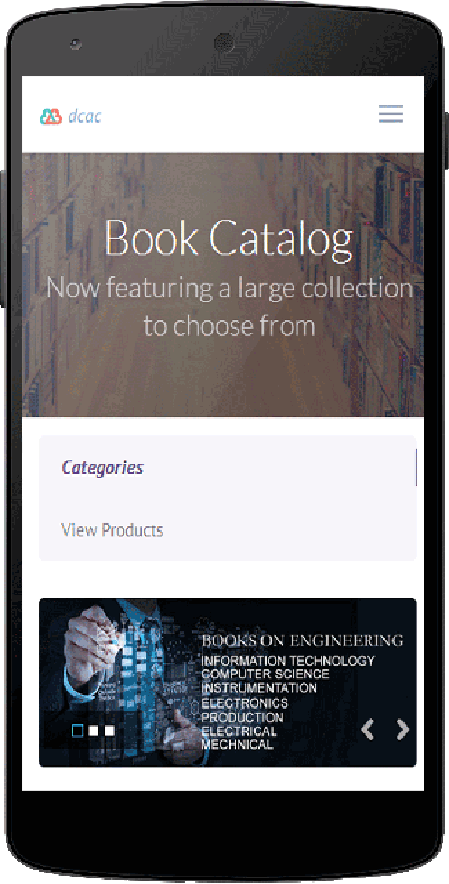 dcac
Book Catalog
Now featuring a large collection
to choose from
Categories
View Products
BOOKS ON ENGINEERING
INFORMATION TECHNOLOGY
COMPUTER SCIENCE
INSTRUMENTATION
ELECTRONICS
PRODUCTION
ELECTRICAL
MECHNICAL